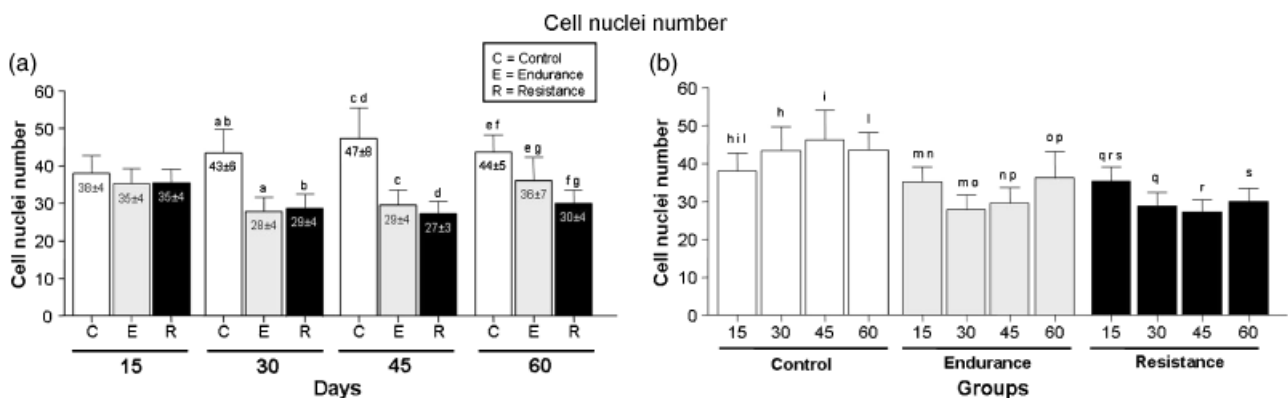 Cell nuclei number
(a)
C = Control
E = Endurance
R = Resistance
Cell nuclei number
60
50
40
30
20
10
0
38±4
35±4
35±4
a b
43±6
a
28±4
b
29±4
c d
47±8
c
29±4
d
27±3
e f
44±5
e g
36±7
f g
30±4
C E R C E R C E R C E R
15 30 45 60
Days
(b)
Cell nuclei number
60
50
40
30
20
10
0
h i l
h
i
l
m n
m o
n p
o p
q r s
q
r
s
15 30 45 60 15 30 45 60 15 30 45 60
Control Endurance Resistance
Groups